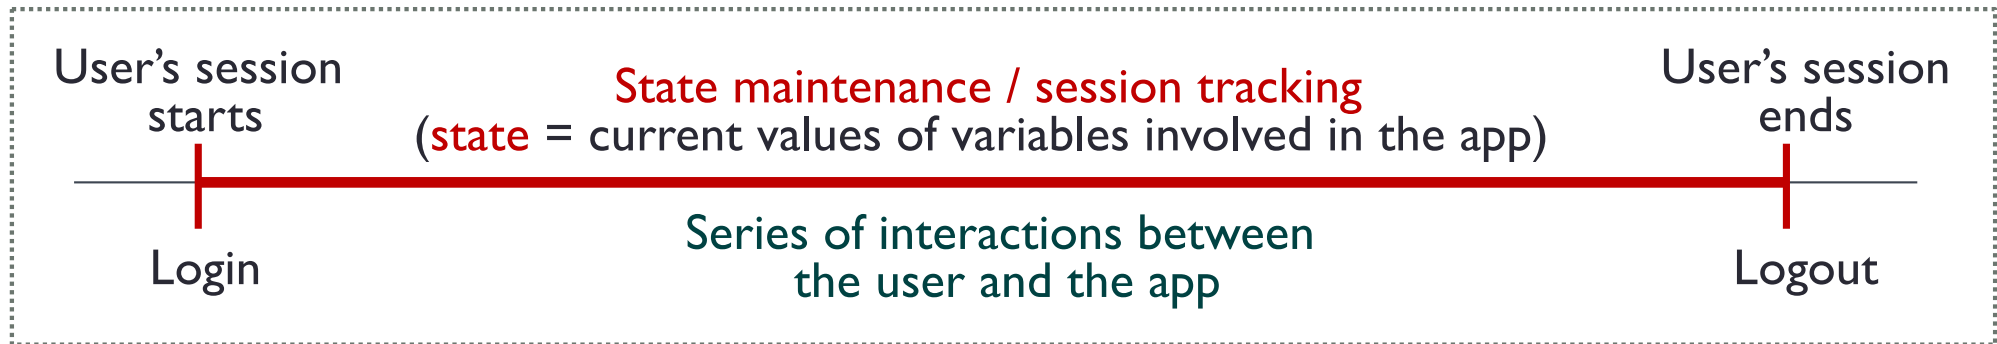 User’s session
starts
State maintenance / session tracking
(state = current values of variables involved in the app)
User’s session
ends
Login
Series of interactions between
the user and the app
Logout